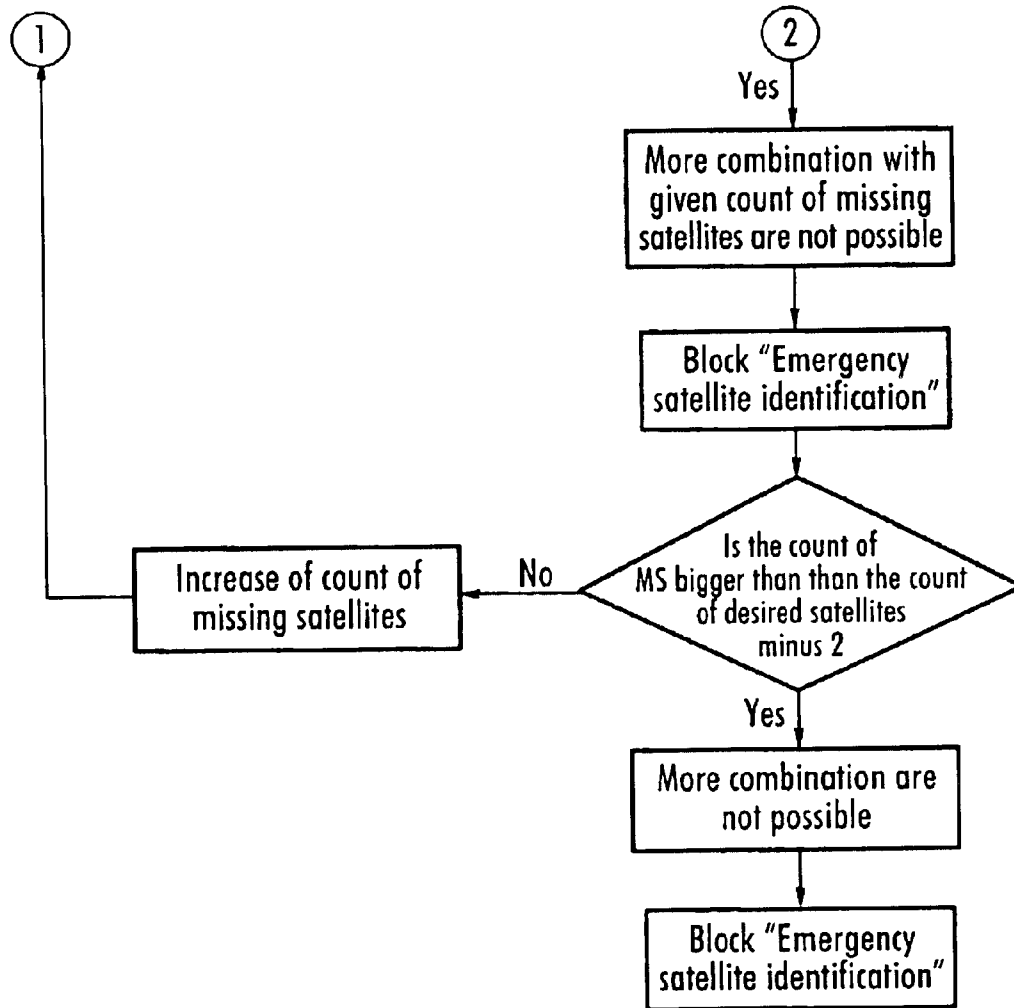 1
2
Yes
More combination with
given count of missing
satellites are not possible
Block "Emergency
satellite identification"
Is the count of
MS bigger than than the count
of desired satellites
minus 2
No
Increase of count of
missing satellites
Yes
More combination are
not possible
Block "Emergency
satellite identification"